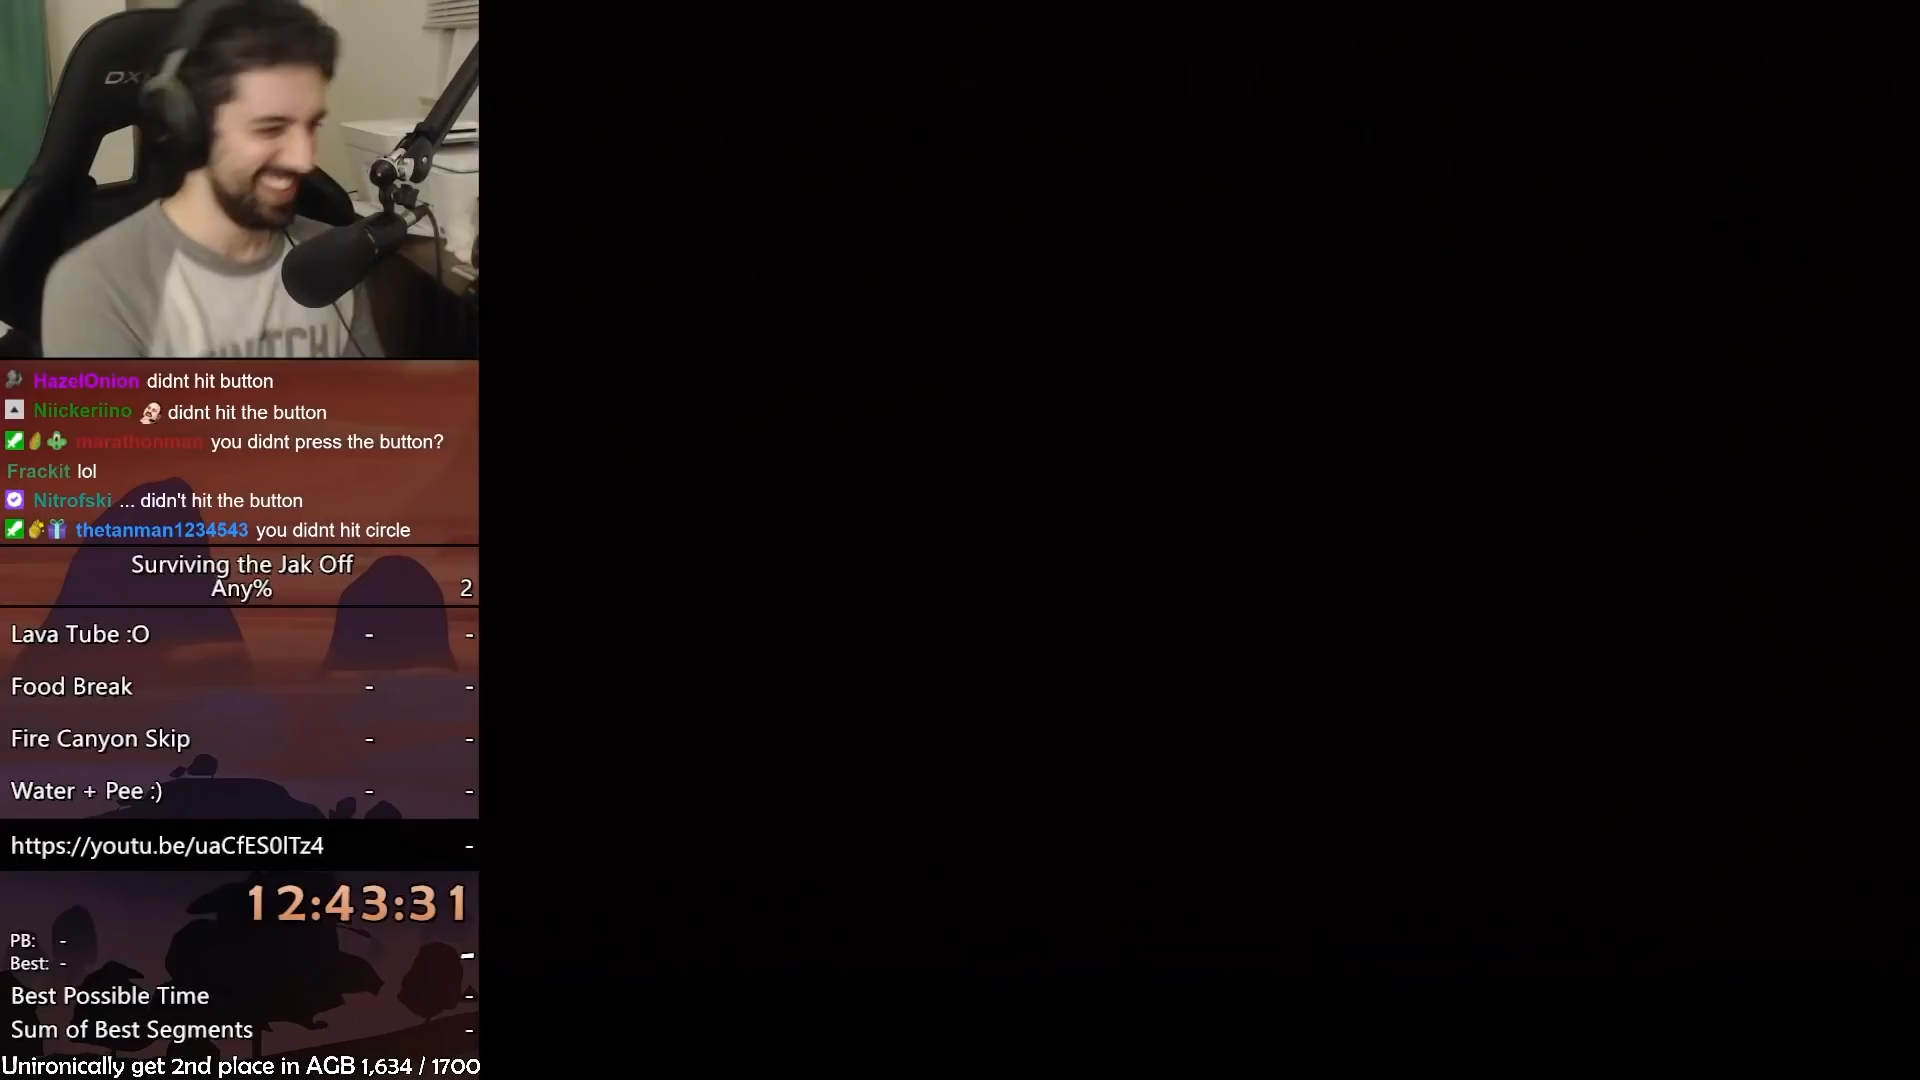 DX
HazelOnion didnt hit button
Niickeriino didnt hit the button
marathonman you didnt press the button?
Frackit lol
Nitrofski ... didn't hit the button
thetanman1234543 you didnt hit circle
Surviving the Jak Off
Any% 2
Lava Tube :O - -
Food Break - -
Fire Canyon Skip - -
Water + Pee :) - -
https://youtu.be/uaCfES0lTz4 -
12:43:31
PB: -
Best: - -
Best Possible Time -
Sum of Best Segments -
Unironically get 2nd place in AGB 1,634 / 1700